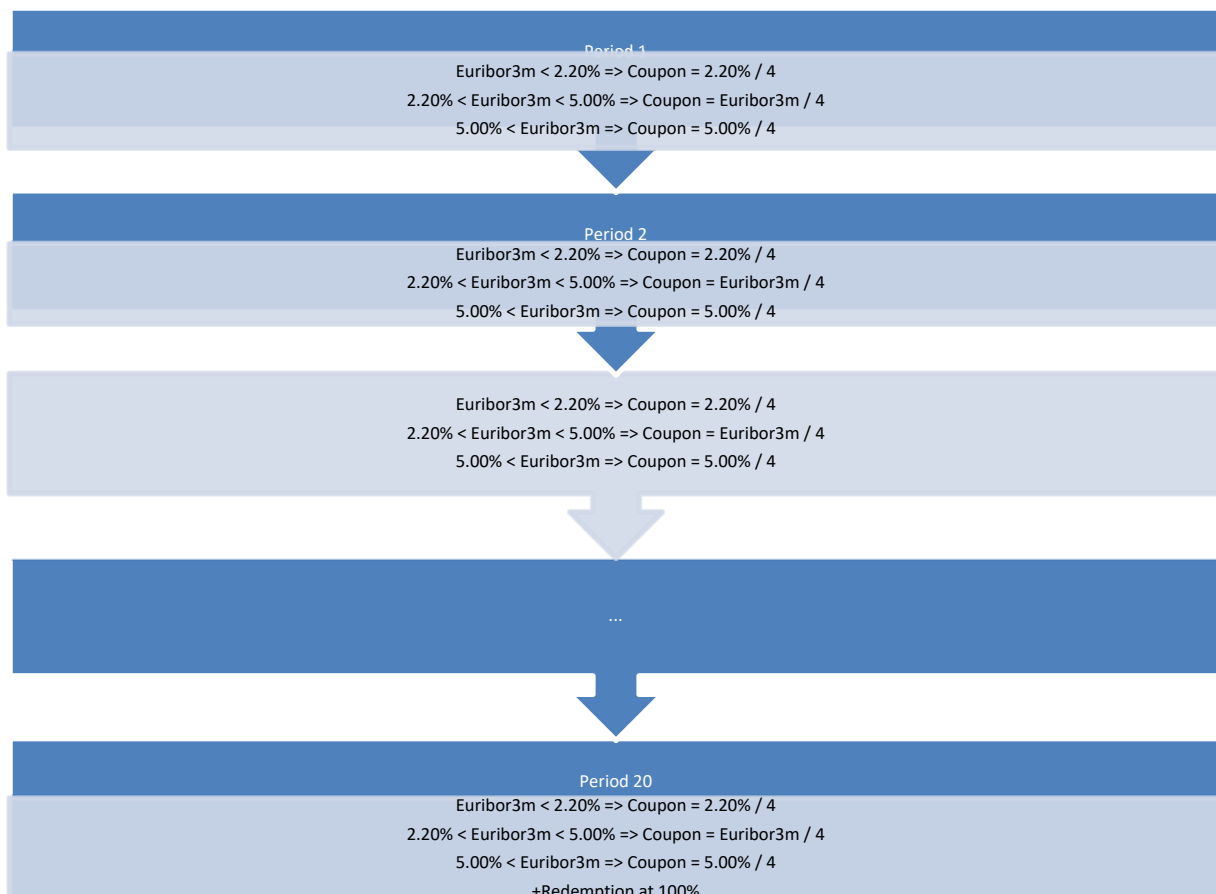 Period 1
Euribor3m < 2.20% => Coupon = 2.20% / 4
2.20% < Euribor3m < 5.00% => Coupon = Euribor3m / 4
5.00% < Euribor3m => Coupon = 5.00% / 4
Period 2
Euribor3m < 2.20% => Coupon = 2.20% / 4
2.20% < Euribor3m < 5.00% => Coupon = Euribor3m / 4
5.00% < Euribor3m => Coupon = 5.00% / 4
Euribor3m < 2.20% => Coupon = 2.20% / 4
2.20% < Euribor3m < 5.00% => Coupon = Euribor3m / 4
5.00% < Euribor3m => Coupon = 5.00% / 4
...
Period 20
Euribor3m < 2.20% => Coupon = 2.20% / 4
2.20% < Euribor3m < 5.00% => Coupon = Euribor3m / 4
5.00% < Euribor3m => Coupon = 5.00% / 4
+Redemption at 100%